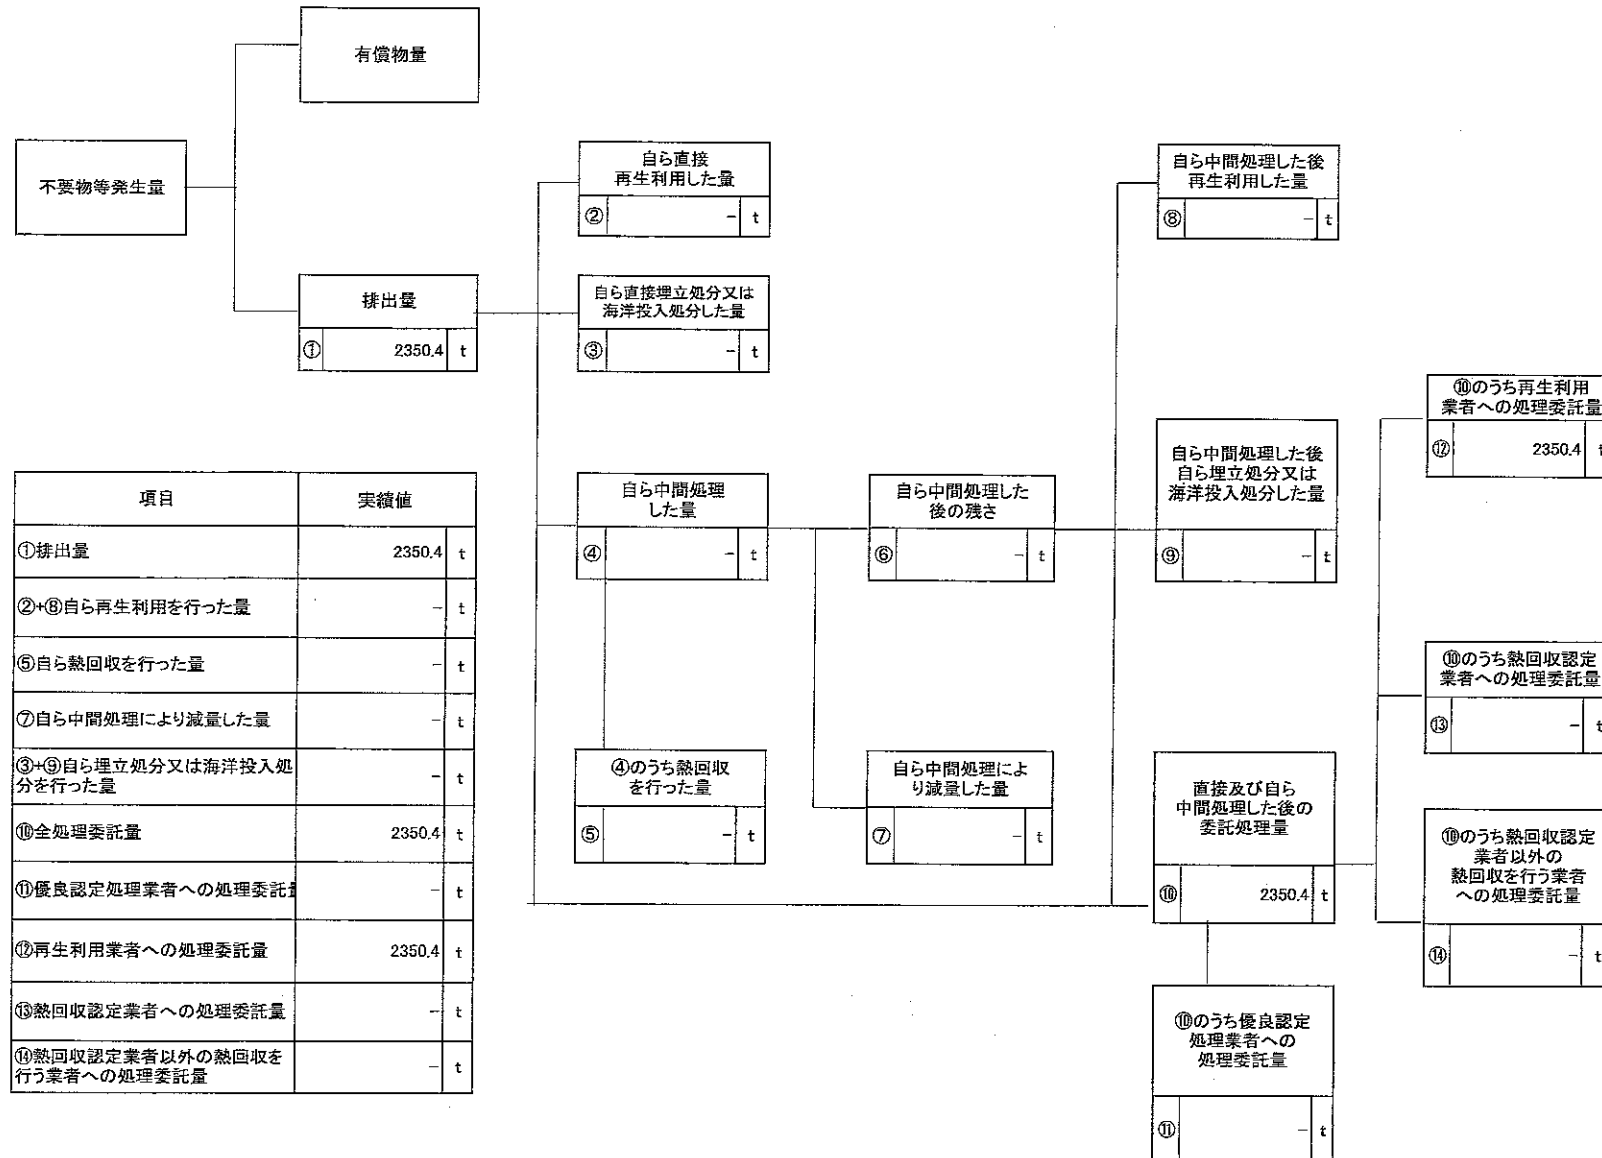 有償物量
不要物等発生量
排出量
① 2350.4 t
自ら直接
再生利用した量
② - t
自ら直接埋立処分又は
海洋投入処分した量
③ - t
自ら中間処理
した量
④ - t
④のうち熱回収
を行った量
⑤ - t
自ら中間処理した
後の残さ
⑥ - t
自ら中間処理によ
り減量した量
⑦ - t
自ら中間処理した後
再生利用した量
⑧ - t
自ら中間処理した後
自ら埋立処分又は
海洋投入処分した量
⑨ - t
直接及び自ら
中間処理した後の
委託処理量
⑩ 2350.4 t
⑩のうち優良認定
処理業者への
処理委託量
⑪ - t
⑩のうち再生利用
業者への処理委託量
⑫ 2350.4 t
⑩のうち熱回収認定
業者への処理委託量
⑬ - t
⑩のうち熱回収認定
業者以外の
熱回収を行う業者
への処理委託量
⑭ - t
項目 実績値
①排出量 2350.4 t
②+⑧自ら再生利用を行った量 - t
⑤自ら熱回収を行った量 - t
⑦自ら中間処理により減量した量 - t
③+⑨自ら埋立処分又は海洋投入処
分を行った量 - t
⑩全処理委託量 2350.4 t
⑪優良認定処理業者への処理委託量 - t
⑫再生利用業者への処理委託量 2350.4 t
⑬熱回収認定業者への処理委託量 - t
⑭熱回収認定業者以外の熱回収を
行う業者への処理委託量 - t